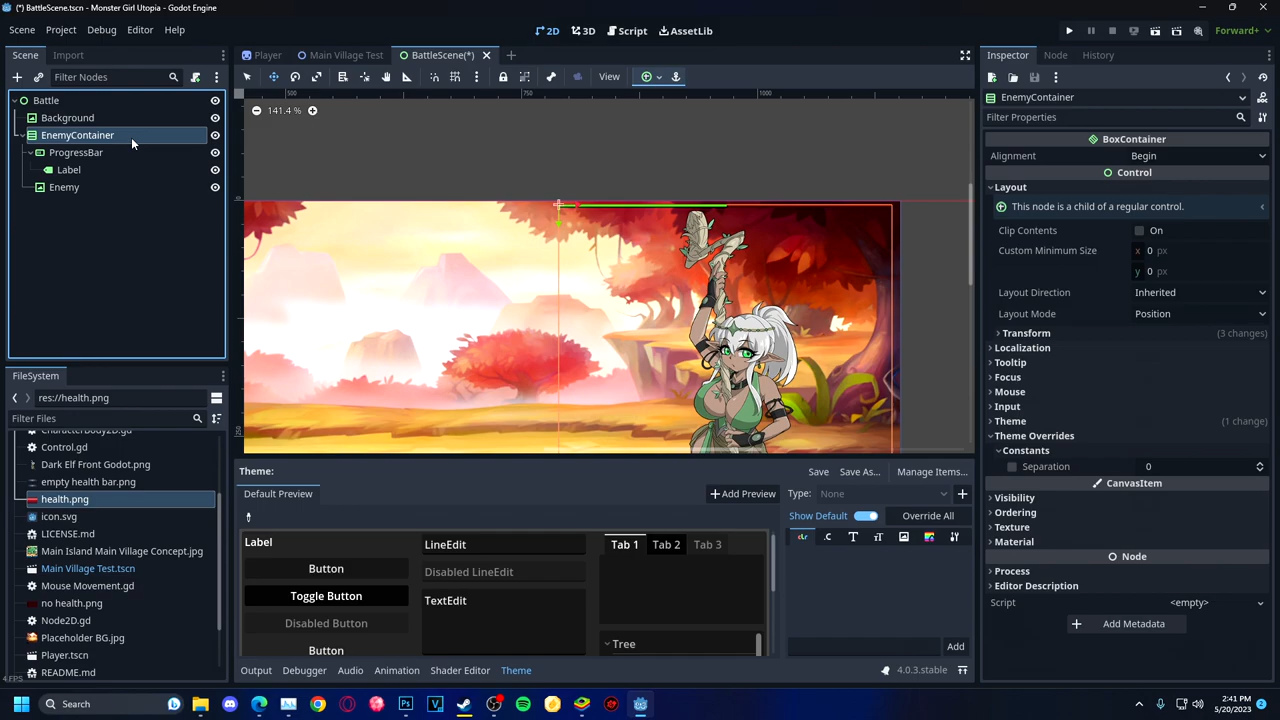 (*) BattleScene.tscn - Monster Girl Utopia - Godot Engine
Scene Project Debug Editor Help
2D 3D Script AssetLib
Forward+
Scene Import
Player Main Village Test BattleScene(*)
Inspector Node History
Filter Nodes
View
Battle
Background
EnemyContainer
ProgressBar
Label
Enemy
500 750 1000
141.4 %
0
250
EnemyContainer
Filter Properties
BoxContainer
Alignment Begin
Control
Layout
This node is a child of a regular control.
Clip Contents On
Custom Minimum Size x 0 px
y 0 px
Layout Direction Inherited
Layout Mode Position
Transform (3 changes)
Localization
Tooltip
Focus
Mouse
Input
Theme (1 change)
Theme Overrides
Constants
Separation 0
CanvasItem
Visibility
Ordering
Texture
Material
Node
Process
Editor Description
Script <empty>
Add Metadata
FileSystem
res://health.png
Filter Files
CharacterBody2D.gd
Control.gd
Dark Elf Front Godot.png
empty health bar.png
health.png
icon.svg
LICENSE.md
Main Island Main Village Concept.jpg
Main Village Test.tscn
Mouse Movement.gd
no health.png
Node2D.gd
Placeholder BG.jpg
Player.tscn
README.md
4 FPS
Theme: Save Save As... Manage Items...
Default Preview Add Preview
Type: None
Show Default Override All
Label
Button
Toggle Button
Disabled Button
Button
LineEdit
Disabled LineEdit
TextEdit
Tab 1 Tab 2 Tab 3
Tree
Add
Output Debugger Audio Animation Shader Editor Theme
4.0.3.stable
Search
2:41 PM
5/20/2023